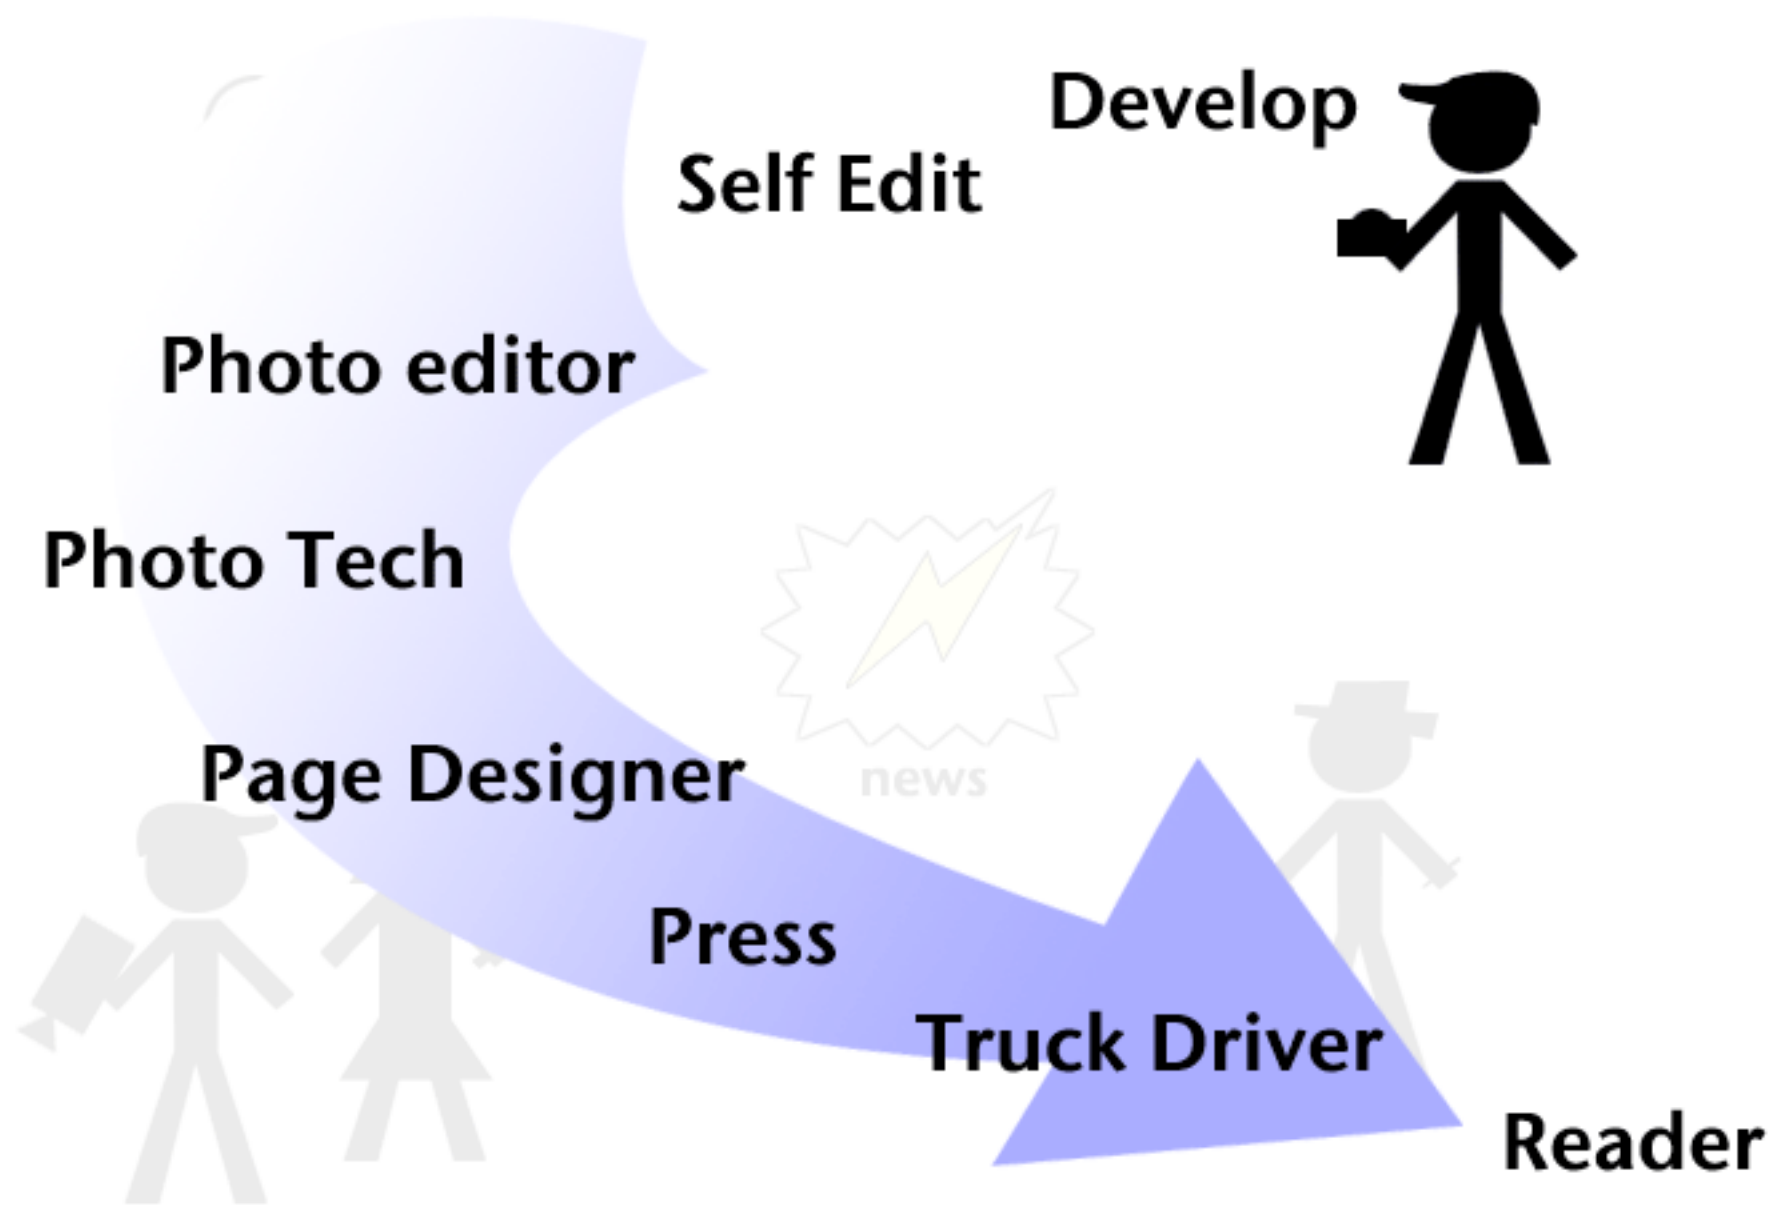 Develop
Self Edit
Photo editor
Photo Tech
news
Page Designer
Press
Truck Driver
Reader